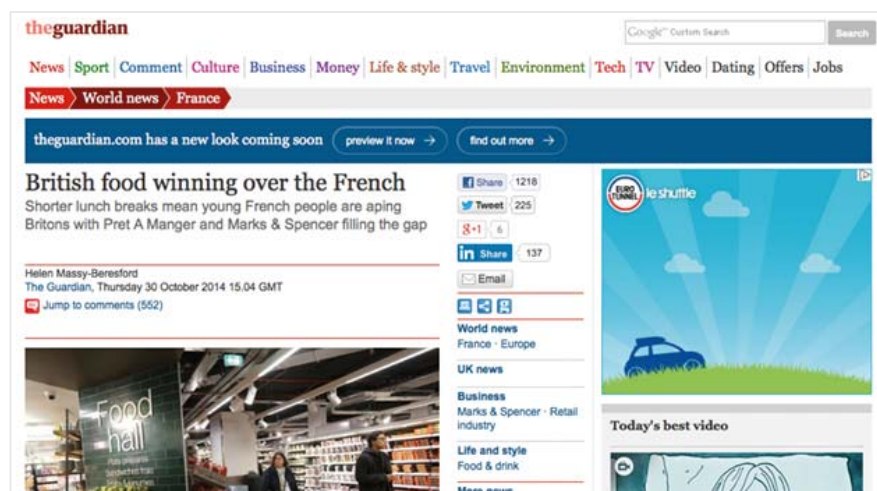 theguardian
Google Custom Search
Search
News Sport Comment Culture Business Money Life & style Travel Environment Tech TV Video Dating Offers Jobs
News World news France
theguardian.com has a new look coming soon preview it now → find out more →
British food winning over the French
Shorter lunch breaks mean young French people are aping
Britons with Pret A Manger and Marks & Spencer filling the gap
Helen Massy-Beresford
The Guardian, Thursday 30 October 2014 15.04 GMT
Jump to comments (552)
Share 1218
Tweet 225
g+1 6
in Share 137
Email
World news
France · Europe
UK news
Business
Marks & Spencer · Retail
industry
Life and style
Food & drink
More news
EURO
TUNNEL
le shuttle
Today's best video
Food
hall